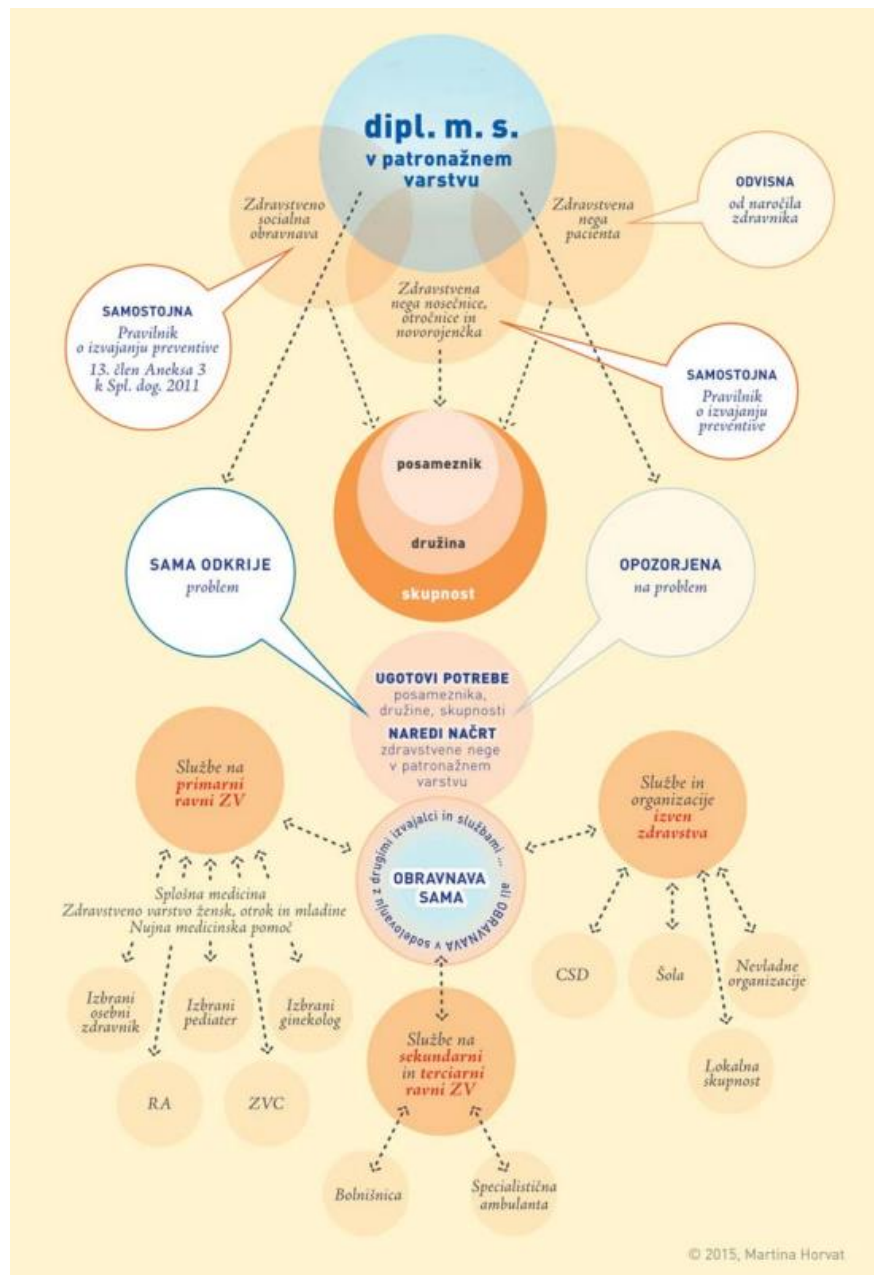 dipl. m. s.
v patronažnem
varstvu
Zdravstveno
socialna
obravnava
Zdravstvena
nega
pacienta
ODVISNA
od naročila
zdravnika
Zdravstvena
nega nosečnice,
otročnice in
novorojenčka
SAMOSTOJNA
Pravilnik
o izvajanju preventive
13. člen Aneksa 3
k Spl. dog. 2011
SAMOSTOJNA
Pravilnik
o izvajanju
preventive
posameznik
družina
skupnost
SAMA ODKRIJE
problem
OPOZORJENA
na problem
UGOTOVI POTREBE
posameznika,
družine, skupnosti
NAREDI NAČRT
zdravstvene nege
v patronažnem
varstvu
Službe na
primarni
ravni ZV
Službe in
organizacije
izven
zdravstva
OBRAVNAVA
SAMA
ali OBRAVNAVA v sodelovanju z drugimi izvajalci in službami ...
Splošna medicina
Zdravstveno varstvo žensk, otrok in mladine
Nujna medicinska pomoč
Izbrani
osebni
zdravnik
Izbrani
pediater
Izbrani
ginekolog
RA
ZVC
CSD
Šola
Nevladne
organizacije
Lokalna
skupnost
Službe na
sekundarni
in terciarni
ravni ZV
Bolnišnica
Specialistična
ambulanta
© 2015, Martina Horvat